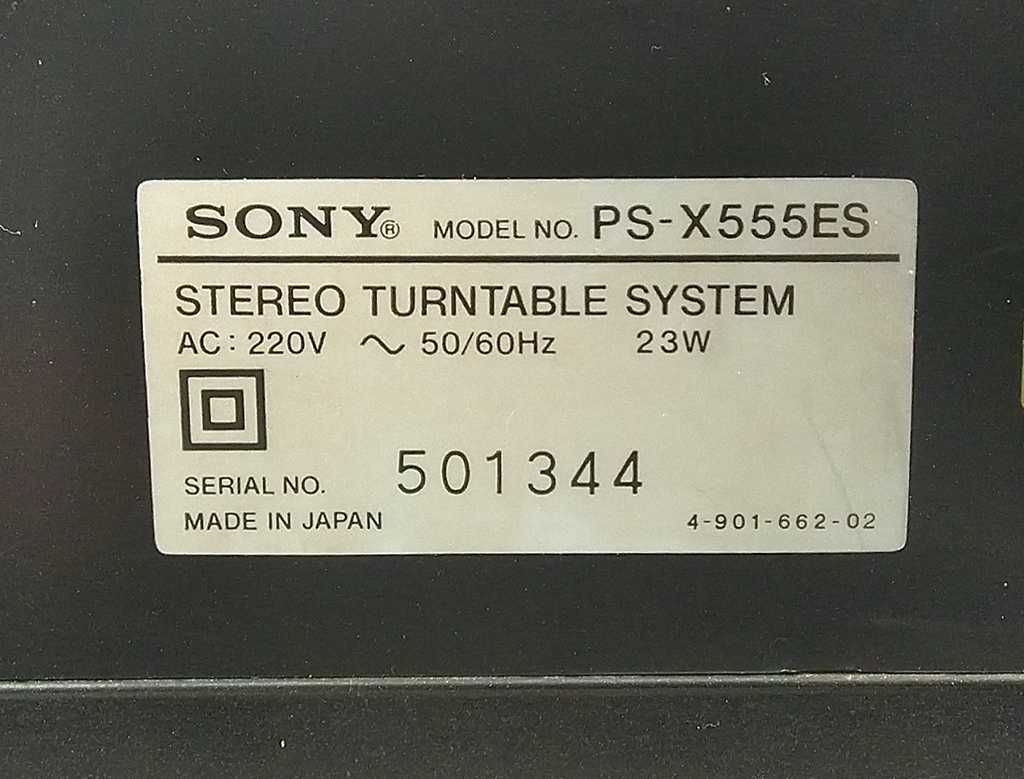 SONY® MODEL NO. PS-X555ES
STEREO TURNTABLE SYSTEM
AC: 220V ～ 50/60Hz 23W
SERIAL NO. 501344
MADE IN JAPAN 4-901-662-02